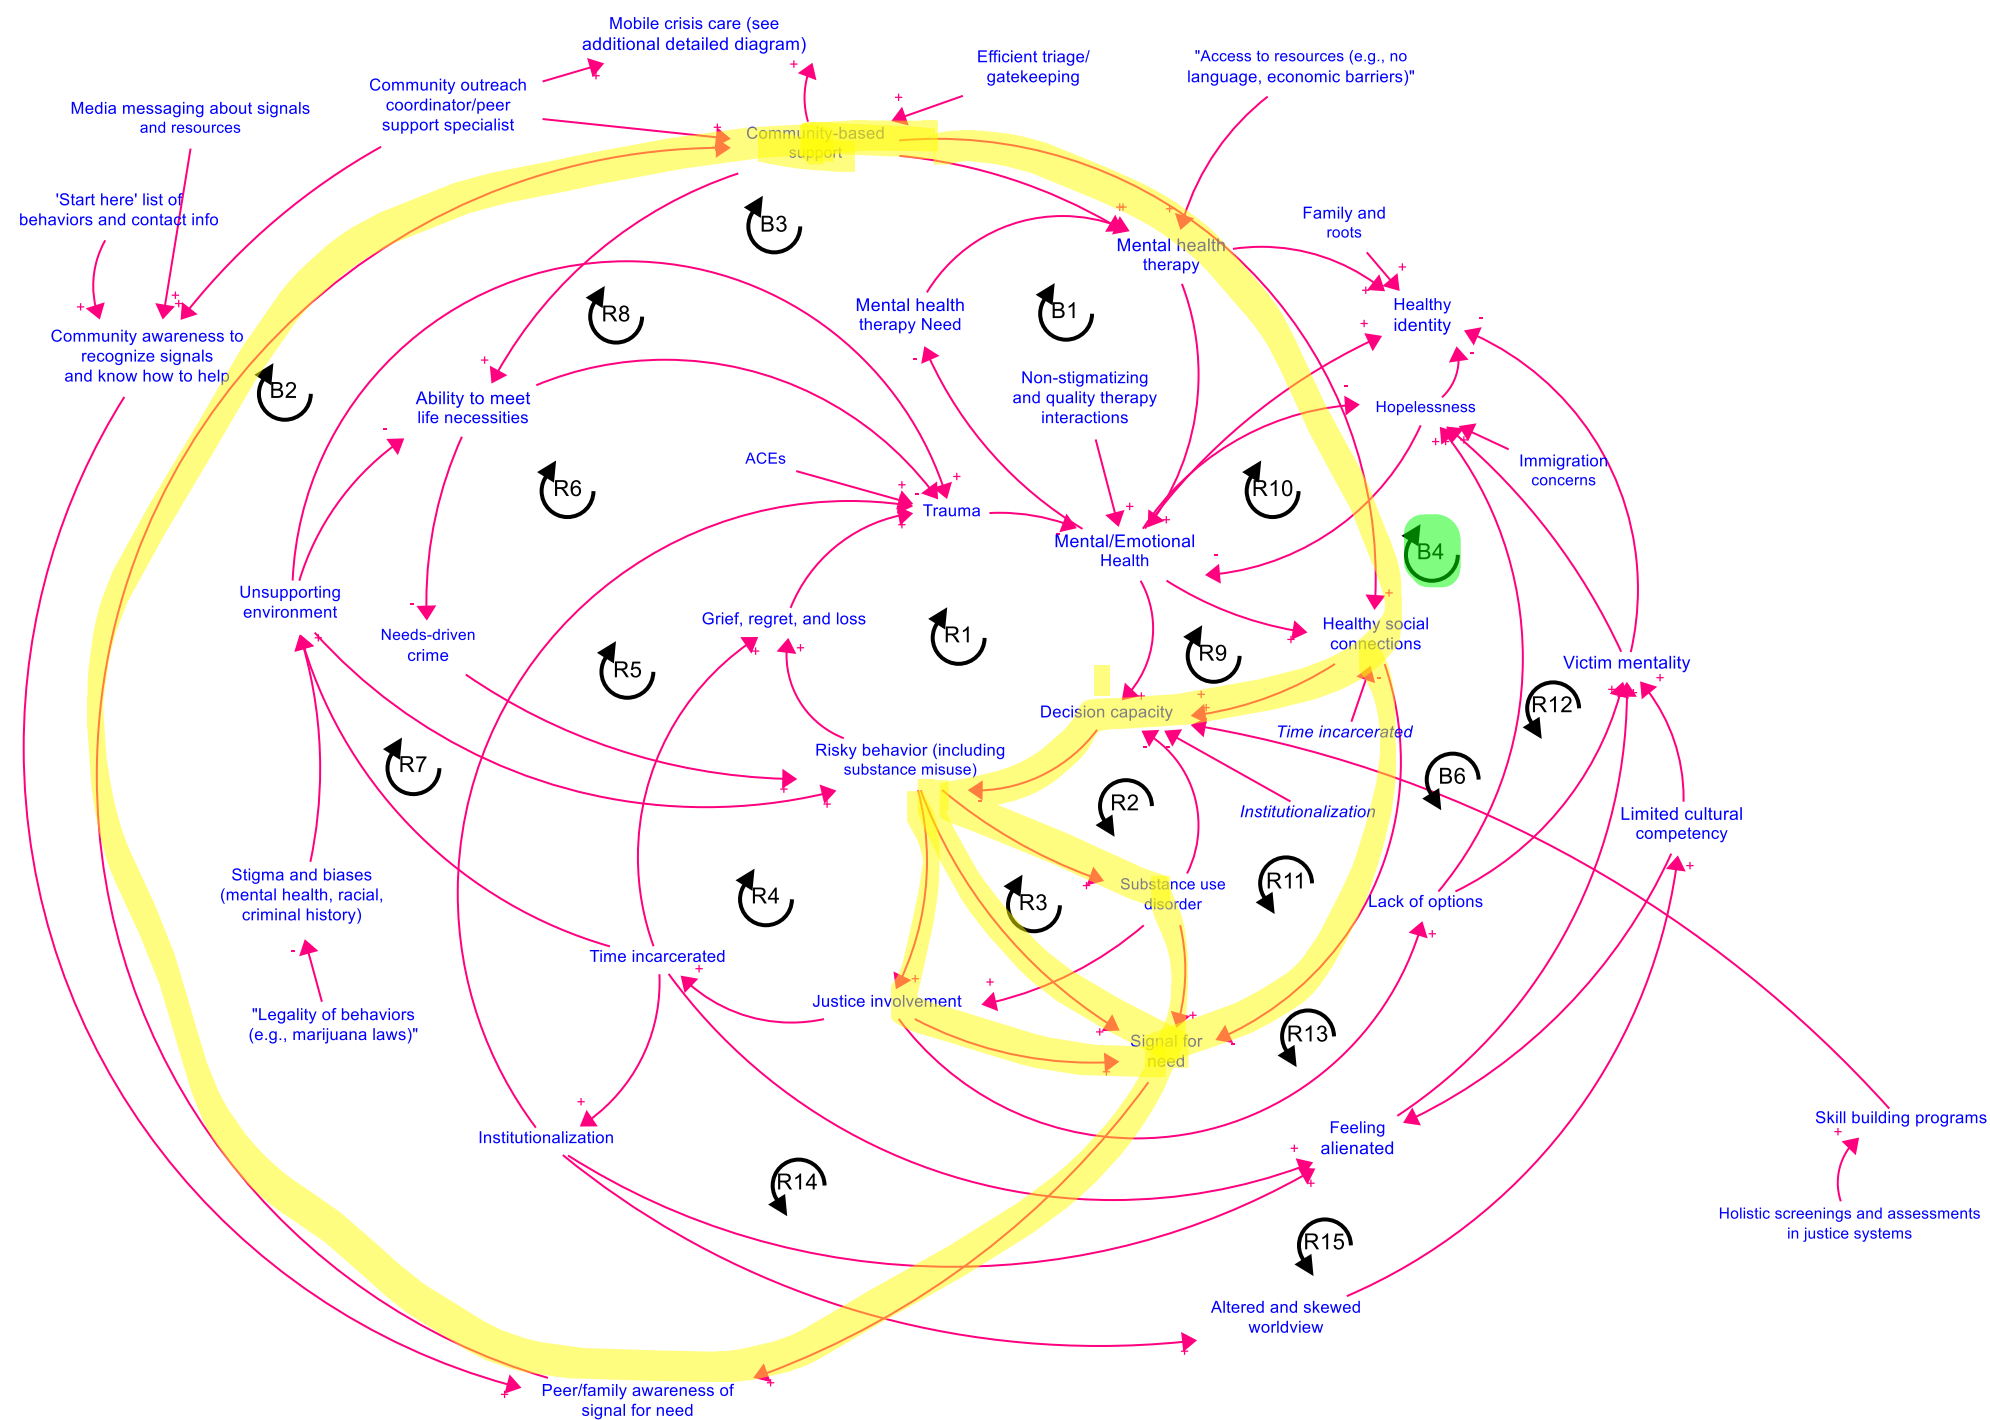 Mobile crisis care (see
additional detailed diagram)
Efficient triage/
gatekeeping
"Access to resources (e.g., no
language, economic barriers)"
Community outreach
coordinator/peer
support specialist
Media messaging about signals
and resources
Community-based
support
'Start here' list of
behaviors and contact info
Family and
roots
B3
Mental health
therapy
Mental health
therapy Need
B1
R8
Healthy
identity
Community awareness to
recognize signals
and know how to help
B2
Non-stigmatizing
and quality therapy
interactions
Ability to meet
life necessities
Hopelessness
Immigration
concerns
ACEs
R6
R10
Trauma
Mental/Emotional
Health
B4
Unsupporting
environment
Needs-driven
crime
Grief, regret, and loss
R1
R9
Healthy social
connections
Victim mentality
R5
R12
Decision capacity
Time incarcerated
Risky behavior (including
substance misuse)
R7
R2
B6
Institutionalization
Limited cultural
competency
Stigma and biases
(mental health, racial,
criminal history)
R4
R3
Substance use
disorder
R11
Lack of options
Time incarcerated
Justice involvement
"Legality of behaviors
(e.g., marijuana laws)"
Signal for
need
R13
Institutionalization
Feeling
alienated
Skill building programs
R14
Holistic screenings and assessments
in justice systems
R15
Altered and skewed
worldview
Peer/family awareness of
signal for need